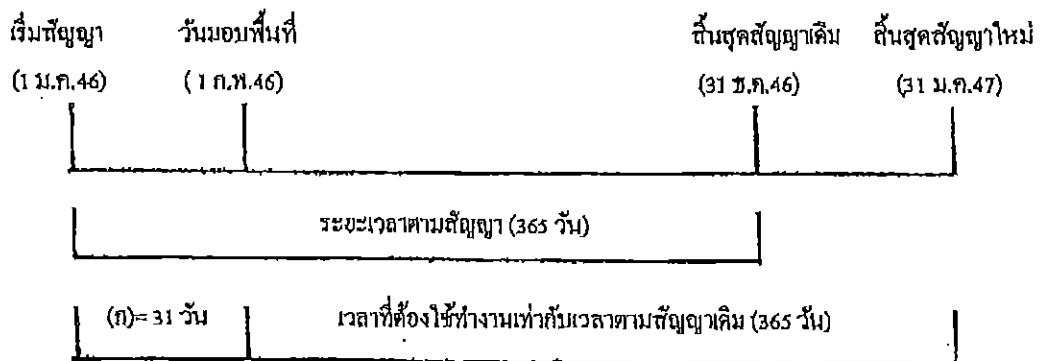 เริ่มสัญญา วันมอบพื้นที่ สิ้นสุดสัญญาเดิม สิ้นสุดสัญญาใหม่
(1 ม.ค.46) ( 1 ก.พ.46) (31 ธ.ค.46) (31 ม.ค.47)
ระยะเวลาตามสัญญา (365 วัน)
(ก)= 31 วัน เวลาที่ต้องใช้ทำงานเท่ากับเวลาตามสัญญาเดิม (365 วัน)